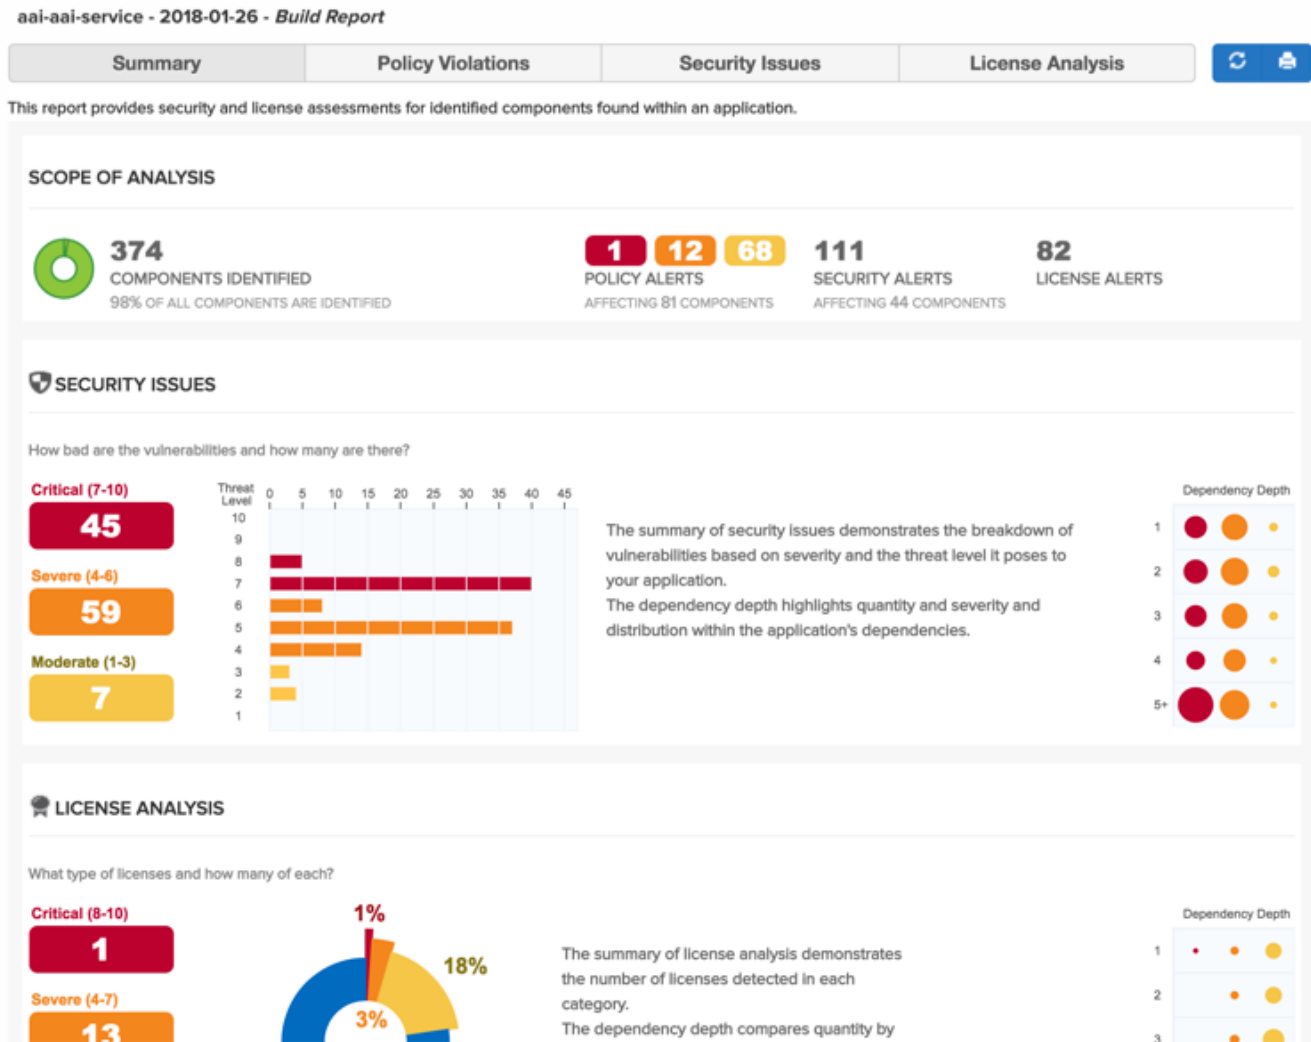 aai-aai-service - 2018-01-26 - Build Report
Summary
Policy Violations
Security Issues
License Analysis
This report provides security and license assessments for identified components found within an application.
SCOPE OF ANALYSIS
374
COMPONENTS IDENTIFIED
98% OF ALL COMPONENTS ARE IDENTIFIED
1 12 68
POLICY ALERTS
AFFECTING 81 COMPONENTS
111
SECURITY ALERTS
AFFECTING 44 COMPONENTS
82
LICENSE ALERTS
SECURITY ISSUES
How bad are the vulnerabilities and how many are there?
Critical (7-10)
45
Severe (4-6)
59
Moderate (1-3)
7
Threat
Level
0 5 10 15 20 25 30 35 40 45
10
9
8
7
6
5
4
3
2
1
The summary of security issues demonstrates the breakdown of
vulnerabilities based on severity and the threat level it poses to
your application.
The dependency depth highlights quantity and severity and
distribution within the application's dependencies.
Dependency Depth
1
2
3
4
5+
LICENSE ANALYSIS
What type of licenses and how many of each?
Critical (8-10)
1
Severe (4-7)
13
1%
18%
3%
The summary of license analysis demonstrates
the number of licenses detected in each
category.
The dependency depth compares quantity by
Dependency Depth
1
2
3